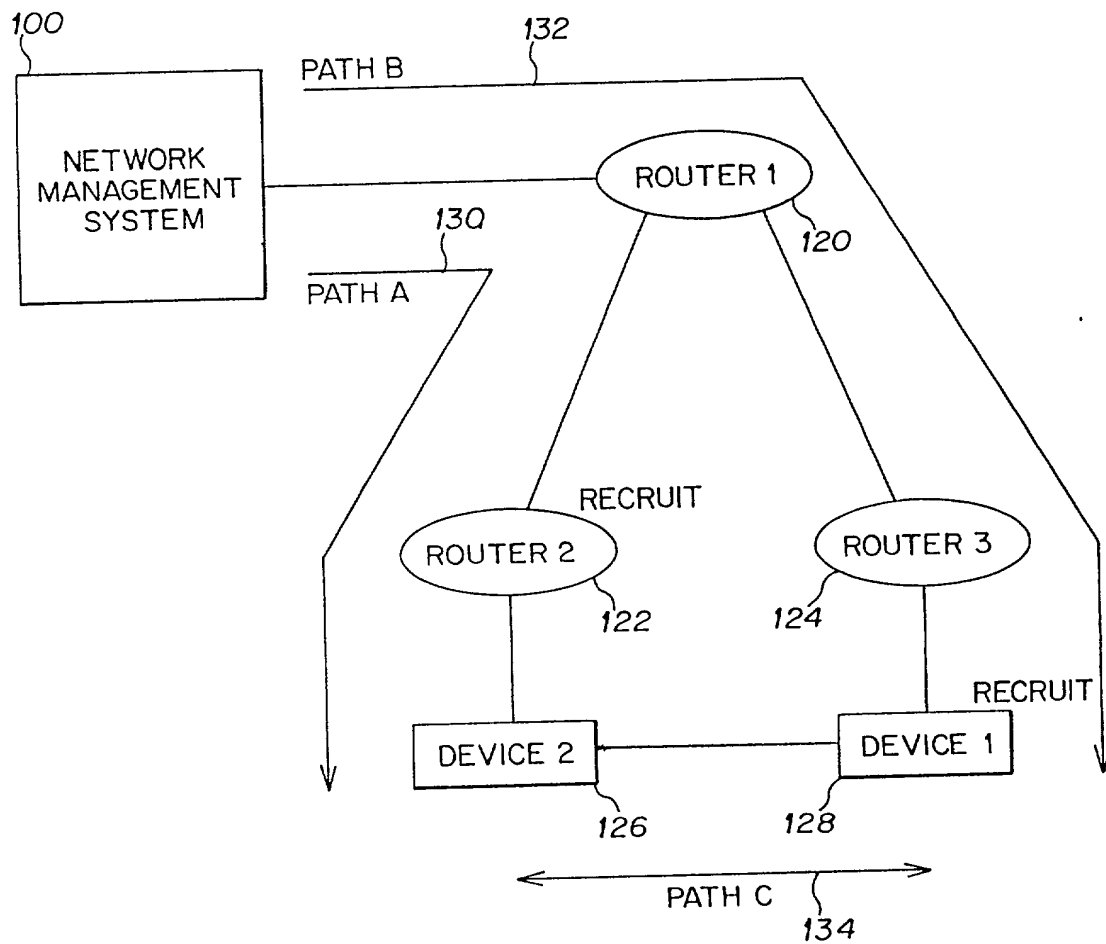 100
132
PATH B
NETWORK
MANAGEMENT
SYSTEM
ROUTER 1
120
130
PATH A
RECRUIT
ROUTER 2
122
ROUTER 3
124
RECRUIT
DEVICE 2
126
DEVICE 1
128
PATH C
134